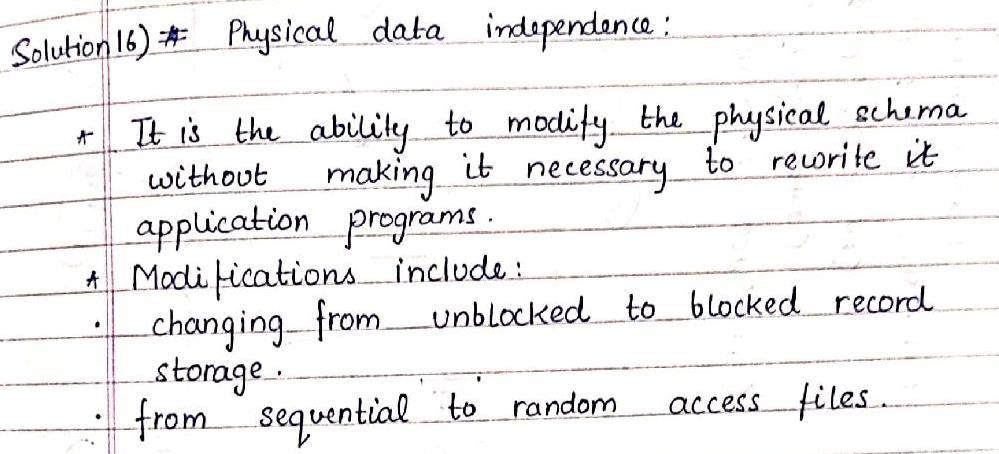 Solution 16) * Physical data independence :
* It is the ability to modify the physical schema
without making it necessary to rewrite it
application programs.
* Modifications include :
· changing from unblocked to blocked record
storage.
· from sequential to random access files.